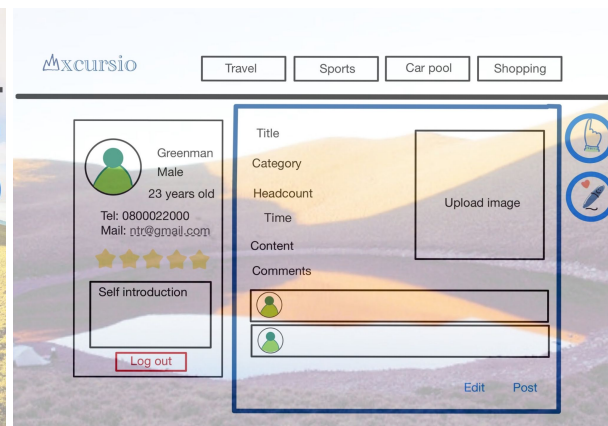 Mxcursio
Travel
Sports
Car pool
Shopping
Greenman
Male
23 years old
Tel: 0800022000
Mail: ntr@gmail.com
Self introduction
Log out
Title
Category
Headcount
Time
Content
Comments
Upload image
Edit
Post